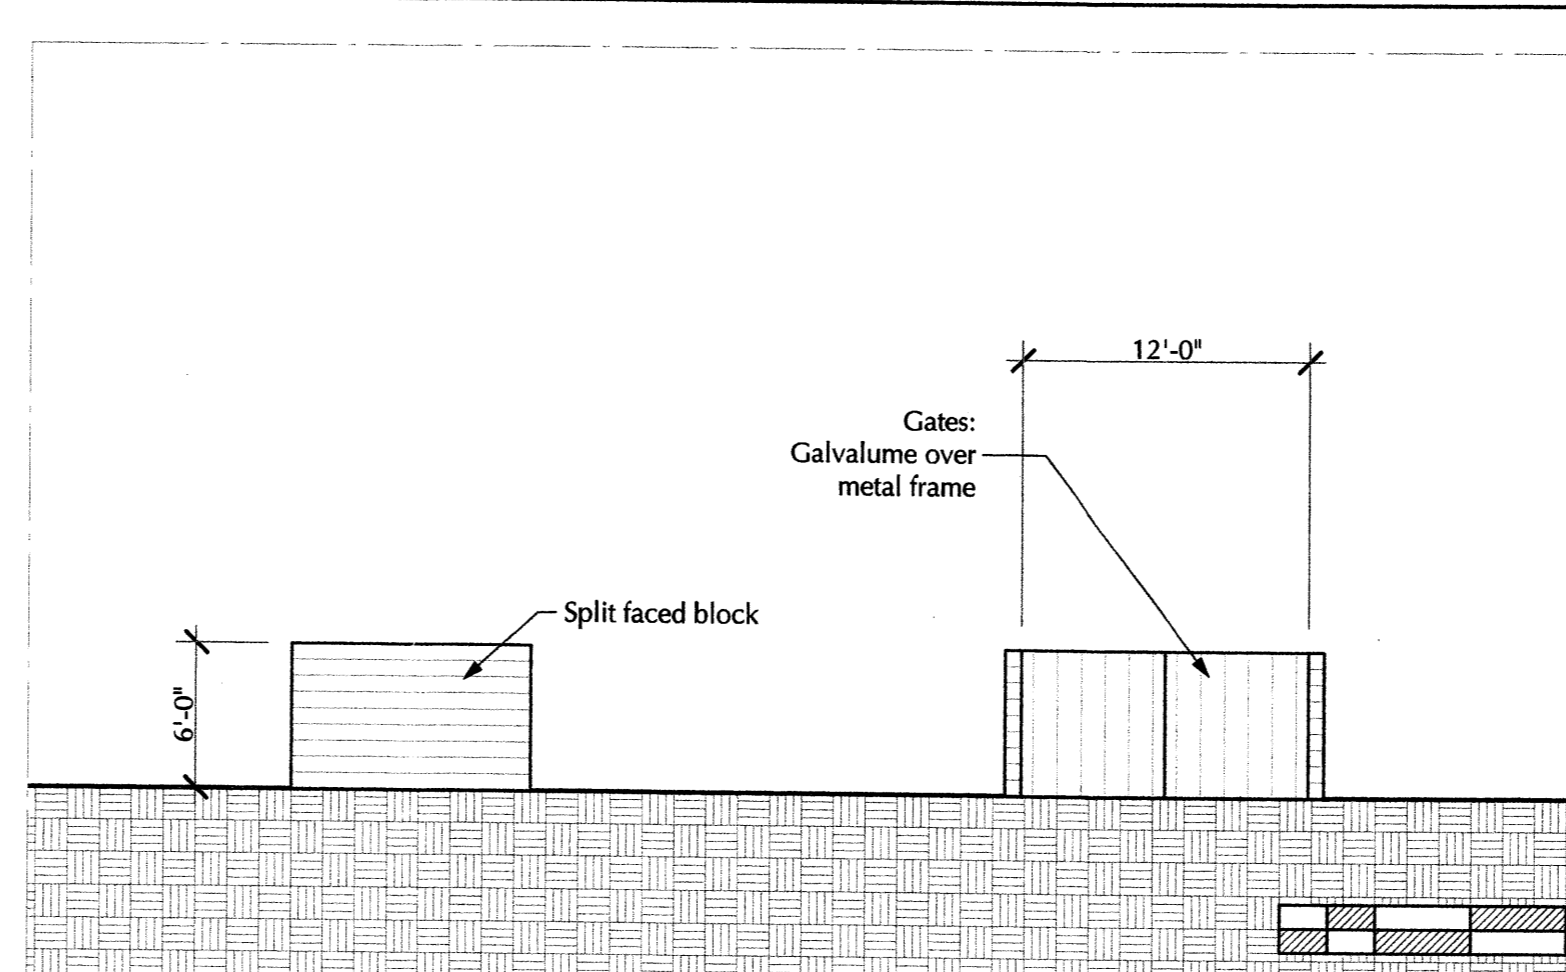 12'-0"
Gates:
Galvalume over
metal frame
Split faced block
6'-0"